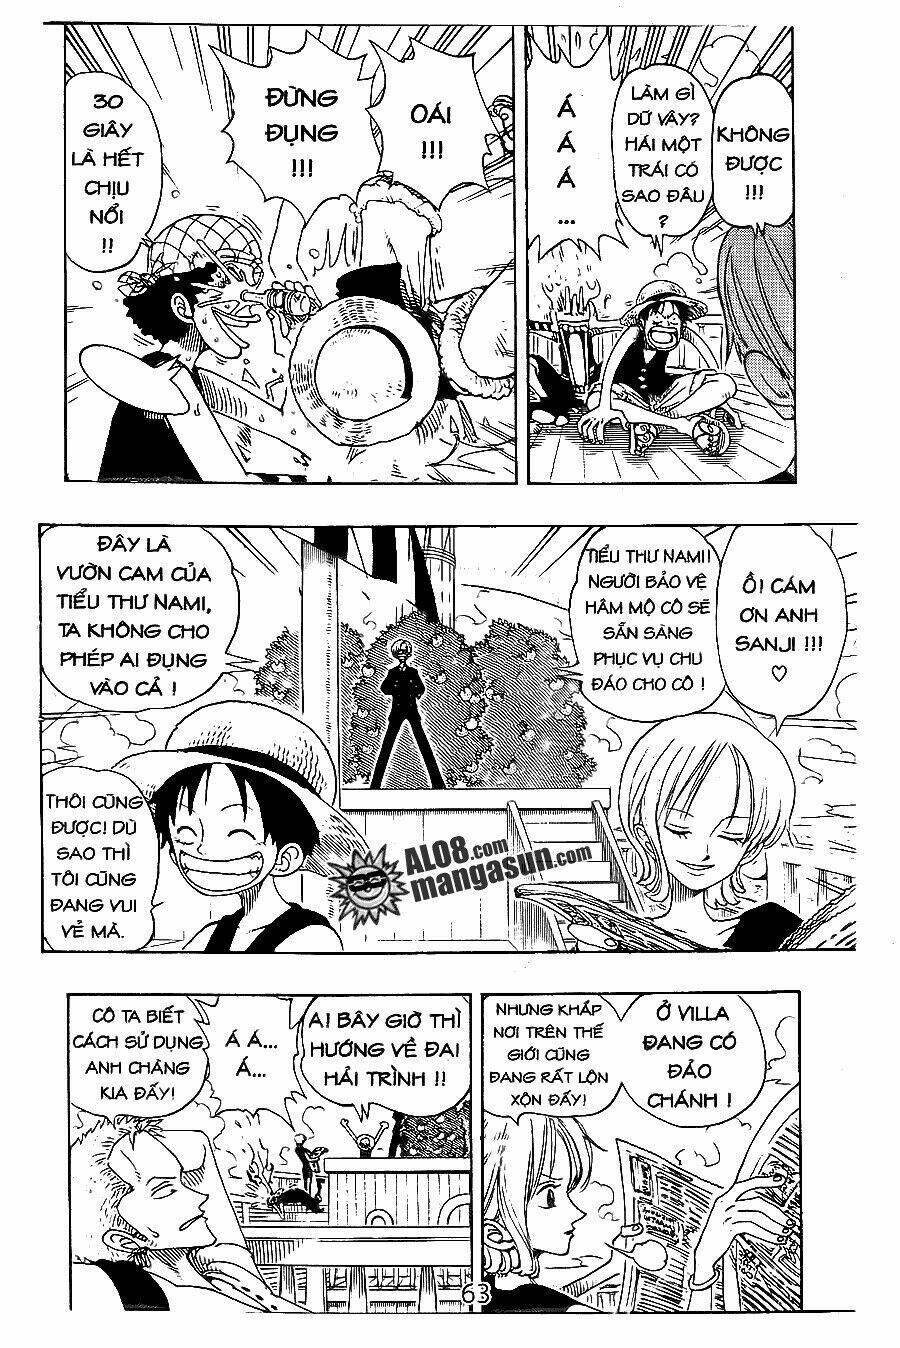 KHÔNG
ĐƯỢC
!!!
LÀM GÌ
DỮ VẬY?
HÁI MỘT
TRÁI CÓ
SAO ĐÂU
?
Á
Á
Á
...
OÁI
!!!
ĐỪNG
ĐỤNG
!!!
30
GIÂY
LÀ HẾT
CHỊU
NỔI
!!
Ồ! CÁM
ƠN ANH
SANJI !!!
♡
TIỂU THƯ NAMI!
NGƯỜI BẢO VỆ
HÂM MỘ CÔ SẼ
SẴN SÀNG
PHỤC VỤ CHU
ĐÁO CHO CÔ !
ĐÂY LÀ
VƯỜN CAM CỦA
TIỂU THƯ NAMI,
TA KHÔNG CHO
PHÉP AI ĐỤNG
VÀO CẢ !
THÔI CŨNG
ĐƯỢC! DÙ
SAO THÌ
TÔI CŨNG
ĐANG VUI
VẺ MÀ.
AL08.com
mangasun.com
Ở VILLA
ĐANG CÓ
ĐẢO
CHÁNH !
NHƯNG KHẮP
NƠI TRÊN THẾ
GIỚI CŨNG
ĐANG RẤT LỘN
XỘN ĐẤY!
A! BÂY GIỜ THÌ
HƯỚNG VỀ ĐẠI
HẢI TRÌNH !!
Á Á...
Á...
CÔ TA BIẾT
CÁCH SỬ DỤNG
ANH CHÀNG
KIA ĐẤY!
63